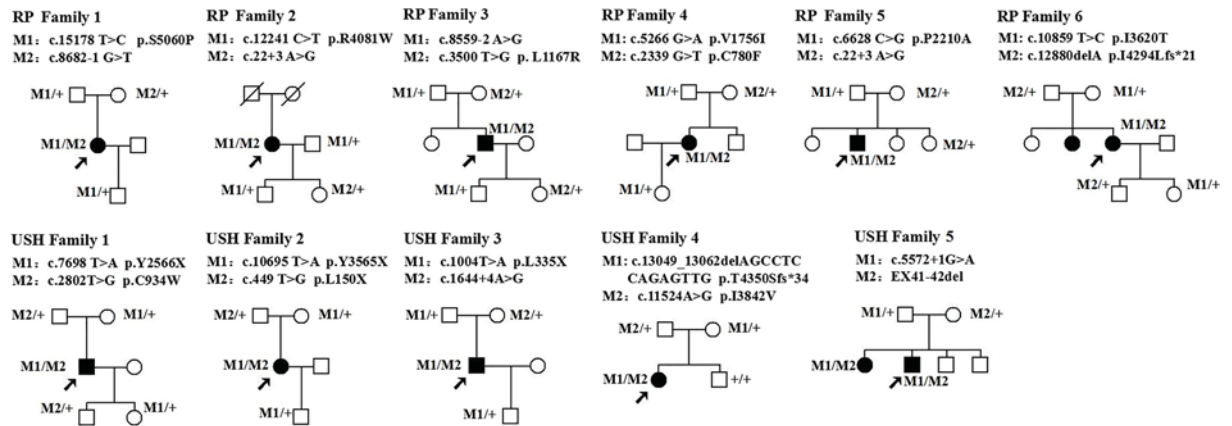 RP Family 1
M1: c.15178 T>C p.S5060P
M2: c.8682-1 G>T
M1/+
M2/+
M1/M2
M1/+
RP Family 2
M1: c.12241 C>T p.R4081W
M2: c.22+3 A>G
M1/M2
M1/+
M1/+
M2/+
RP Family 3
M1: c.8559-2 A>G
M2: c.3500 T>G p. L1167R
M1/+
M2/+
M1/M2
M1/+
M2/+
RP Family 4
M1: c.5266 G>A p.V1756I
M2: c.2339 G>T p.C780F
M1/+
M2/+
M1/M2
M1/+
RP Family 5
M1: c.6628 C>G p.P2210A
M2: c.22+3 A>G
M1/+
M2/+
M1/M2
M2/+
RP Family 6
M1: c.10859 T>C p.I3620T
M2: c.12880delA p.I4294Lfs*21
M2/+
M1/+
M1/M2
M2/+
M1/+
USH Family 1
M1: c.7698 T>A p.Y2566X
M2: c.2802T>G p.C934W
M2/+
M1/+
M1/M2
M2/+
M1/+
USH Family 2
M1: c.10695 T>A p.Y3565X
M2: c.449 T>G p.L150X
M2/+
M1/+
M1/M2
M1/+
USH Family 3
M1: c.1004T>A p.L335X
M2: c.1644+4A>G
M1/+
M2/+
M1/M2
M1/+
USH Family 4
M1: c.13049_13062delAGCCTC
CAGAGTTG p.T4350Sfs*34
M2: c.11524A>G p.I3842V
M2/+
M1/+
M1/M2
+/+
USH Family 5
M1: c.5572+1G>A
M2: EX41-42del
M1/+
M2/+
M1/M2
M1/M2